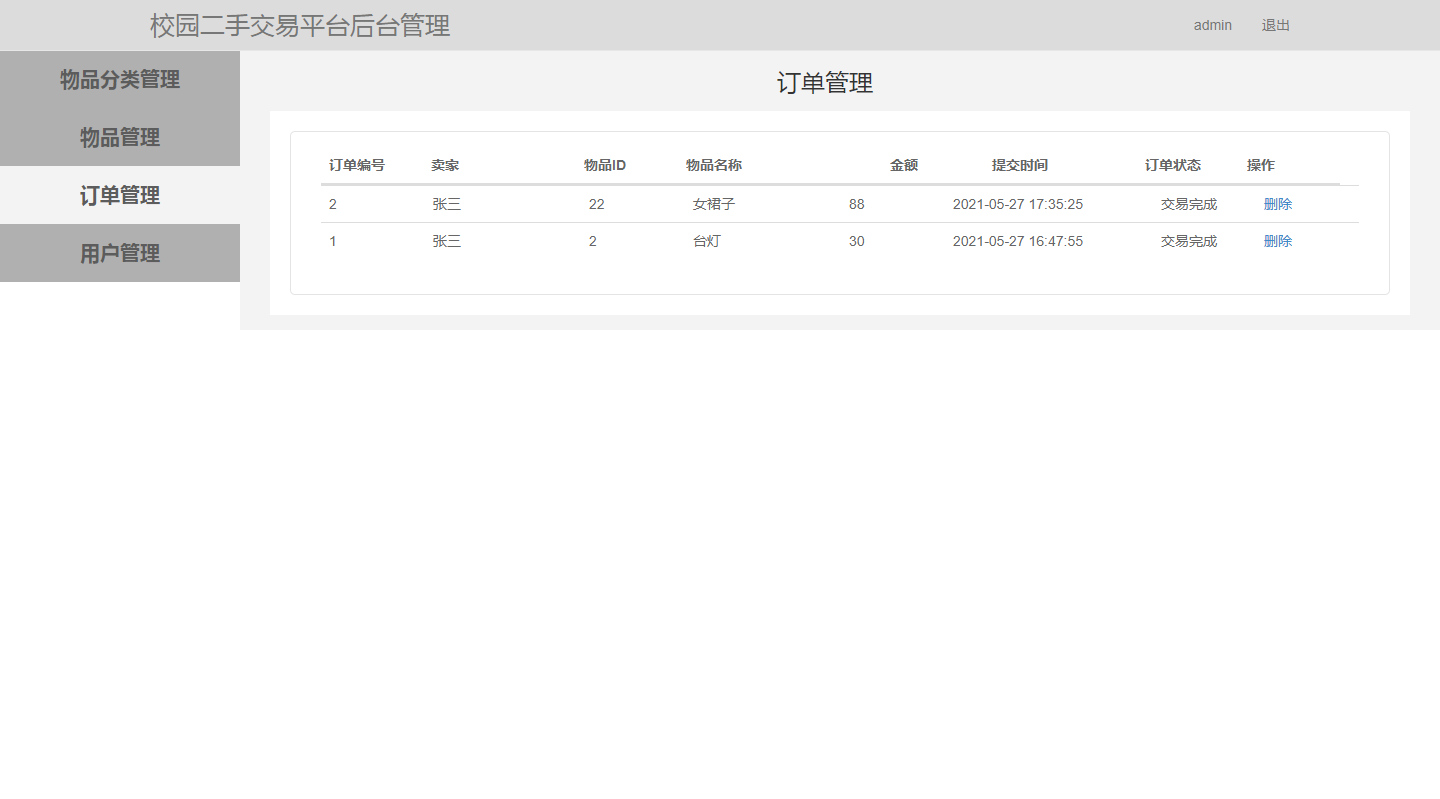 校园二手交易平台后台管理 admin 退出
物品分类管理
物品管理
订单管理
用户管理
订单管理
订单编号 卖家 物品ID 物品名称 金额 提交时间 订单状态 操作
2 张三 22 女裙子 88 2021-05-27 17:35:25 交易完成 删除
1 张三 2 台灯 30 2021-05-27 16:47:55 交易完成 删除